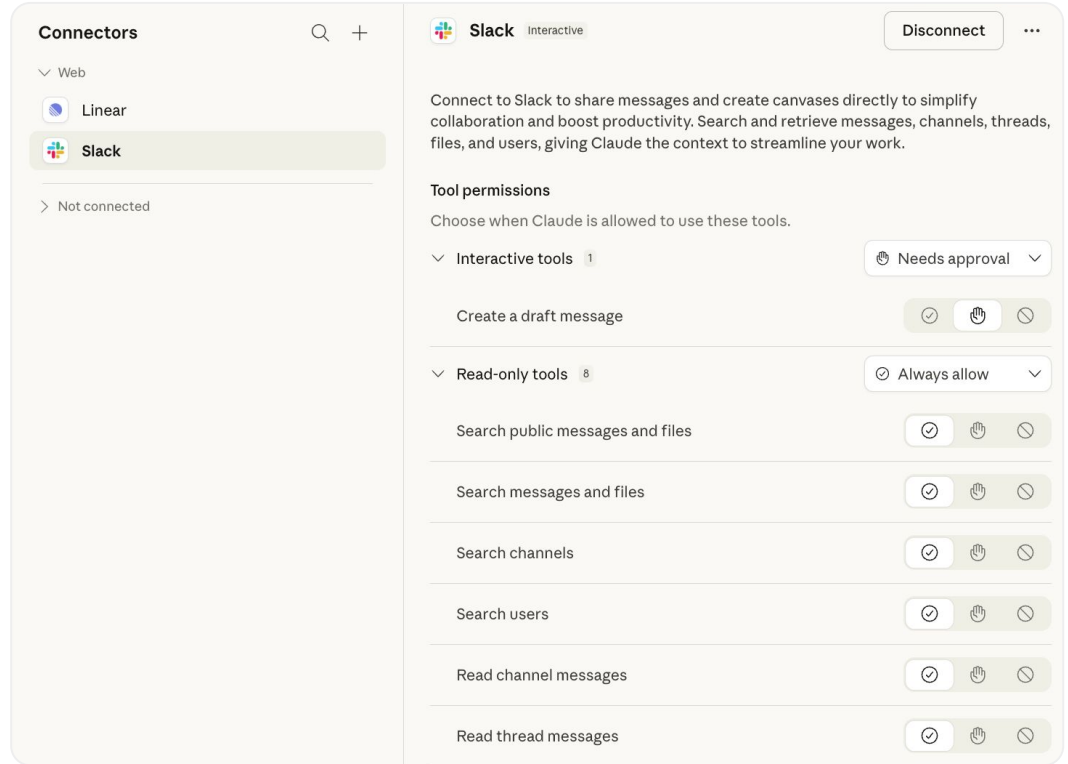 Connectors
Web
Linear
Slack
Not connected
Slack Interactive
Disconnect
Connect to Slack to share messages and create canvases directly to simplify
collaboration and boost productivity. Search and retrieve messages, channels, threads,
files, and users, giving Claude the context to streamline your work.
Tool permissions
Choose when Claude is allowed to use these tools.
Interactive tools 1
Needs approval
Create a draft message
Read-only tools 8
Always allow
Search public messages and files
Search messages and files
Search channels
Search users
Read channel messages
Read thread messages